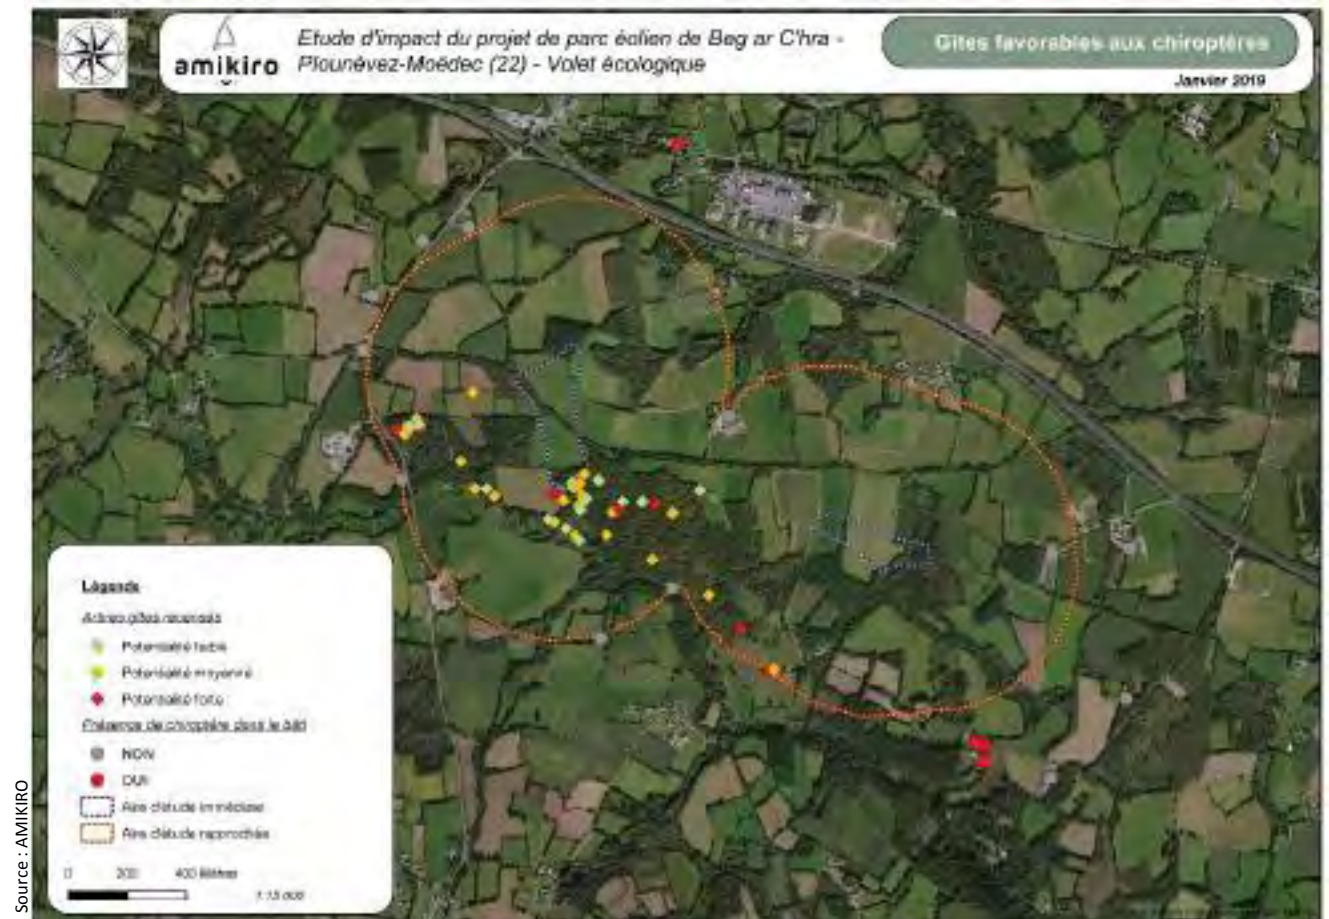 amikiro
Etude d'impact du projet de parc éolien de Beg ar C'hra -
Plounévez-Moëdec (22) - Volet écologique
Gîtes favorables aux chiroptères
Janvier 2019
Légende
Arbres gîtes recensés
Potentialité faible
Potentialité moyenne
Potentialité forte
Présence de chiroptère dans le bâti
NON
OUI
Aire d'étude immédiate
Aire d'étude rapprochée
0 200 400 Mètres
1:15 000
Source : AMIKIRO